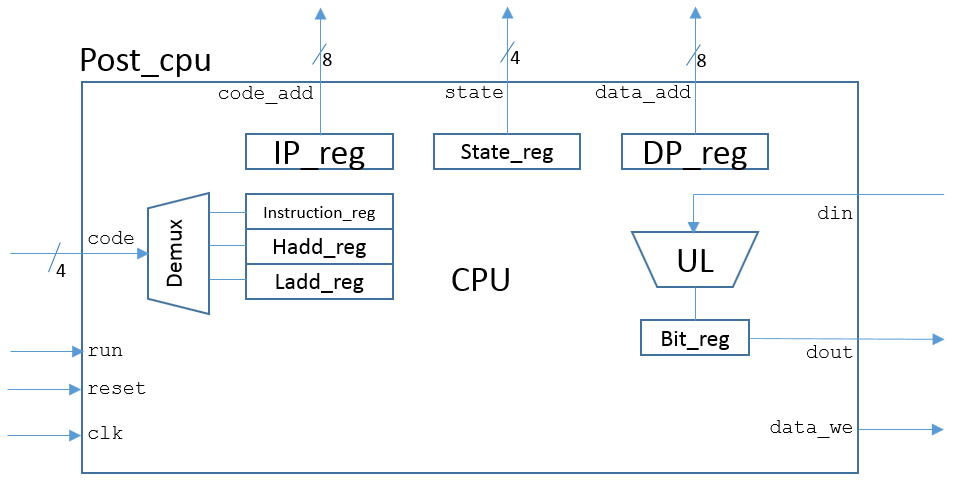 Post_cpu
8
4
8
code_add
state
data_add
IP_reg
State_reg
DP_reg
Instruction_reg
din
code
Demux
Hadd_reg
4
UL
Ladd_reg
CPU
run
Bit_reg
dout
reset
clk
data_we